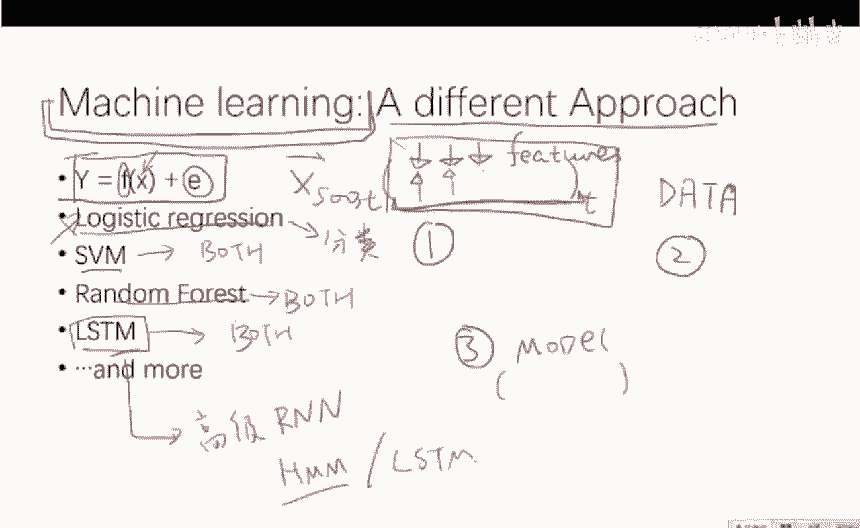 Machine learning: A different Approach
• Y = f(x) + e
features
t
DATA
• Logistic regression → 分类
①
②
• SVM → BOTH
• Random Forest → BOTH
• LSTM → BOTH
③ MODEL
( )
• …and more
高级 RNN
HMM / LSTM